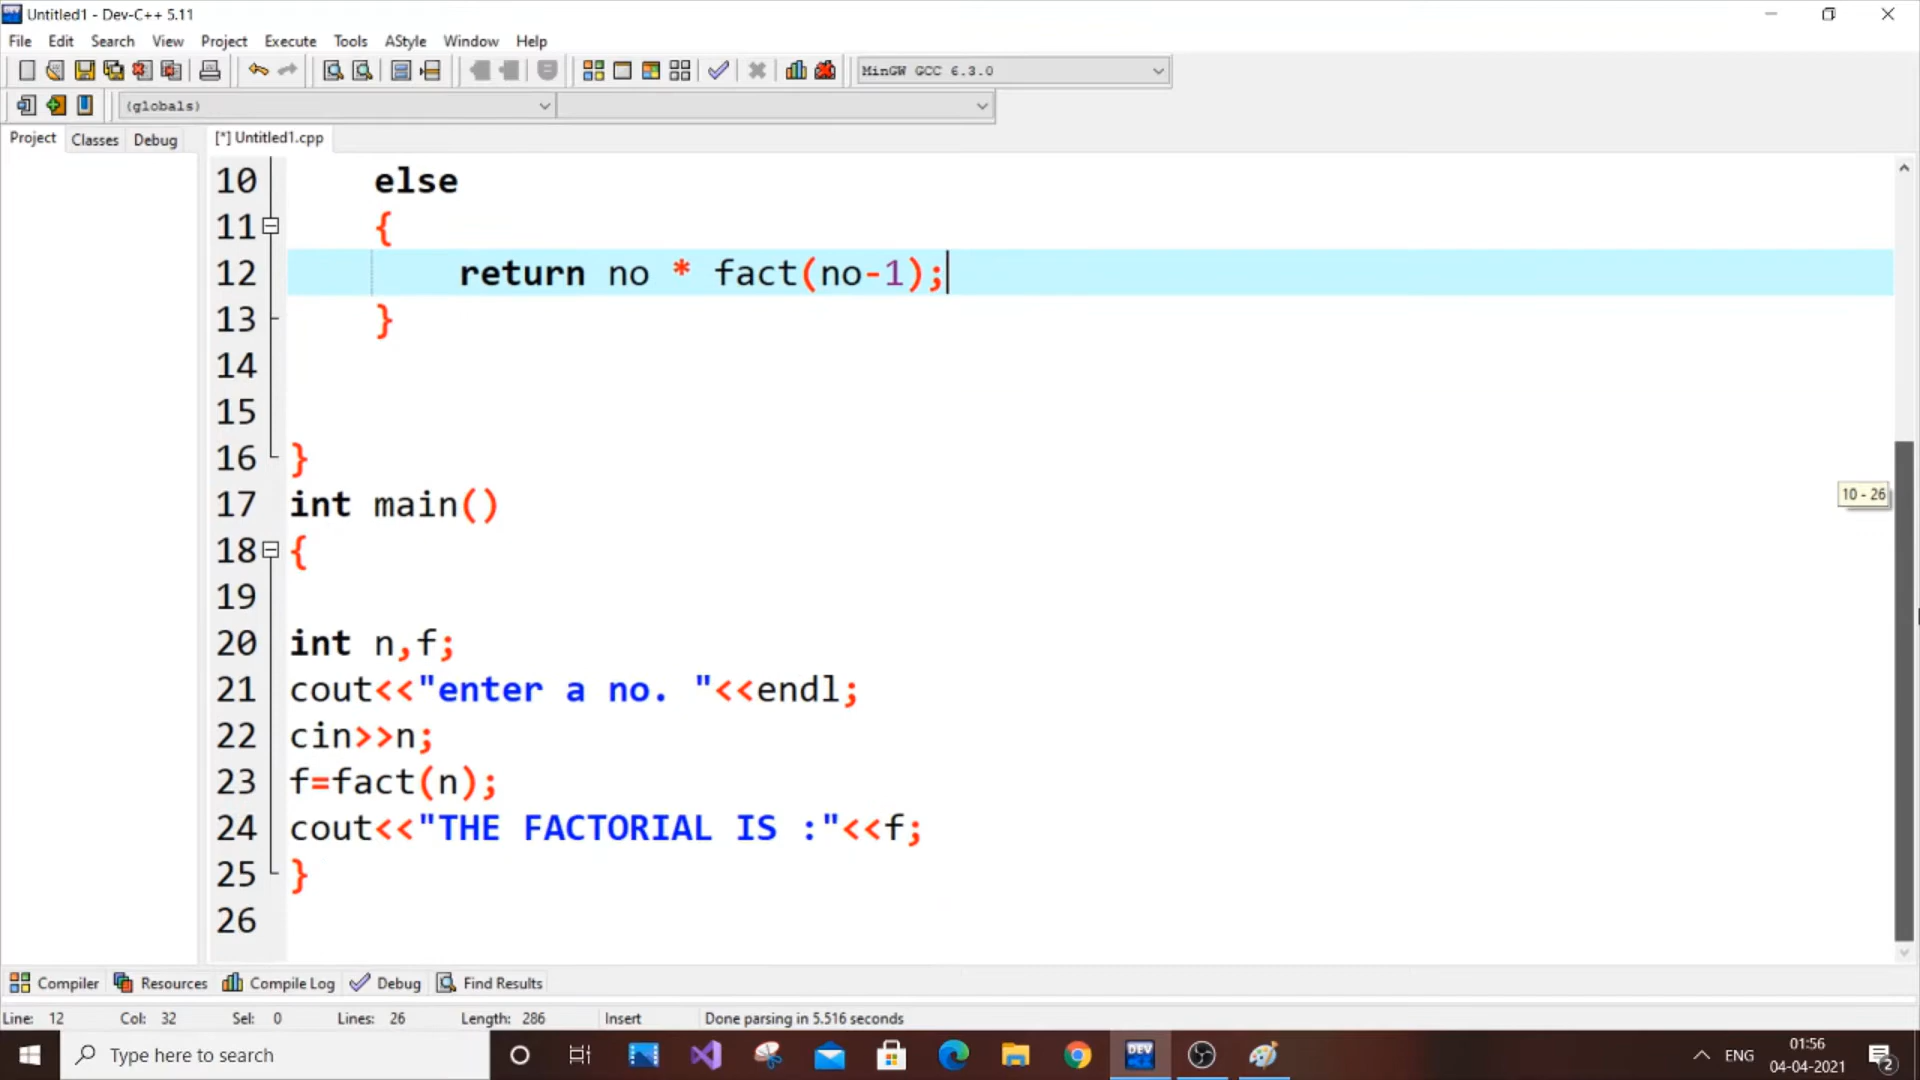 Untitled1 - Dev-C++ 5.11
File Edit Search View Project Execute Tools AStyle Window Help
MinGW GCC 6.3.0
(globals)
Project Classes Debug [*] Untitled1.cpp
10 else
11 {
12 return no * fact(no-1);
13 }
14
15
16 }
17 int main()
18 {
19
20 int n,f;
21 cout<<"enter a no. "<<endl;
22 cin>>n;
23 f=fact(n);
24 cout<<"THE FACTORIAL IS :"<<f;
25 }
26
10 - 26
Compiler Resources Compile Log Debug Find Results
Line: 12 Col: 32 Sel: 0 Lines: 26 Length: 286 Insert Done parsing in 5.516 seconds
Type here to search
DEV
ENG
01:56
04-04-2021
2